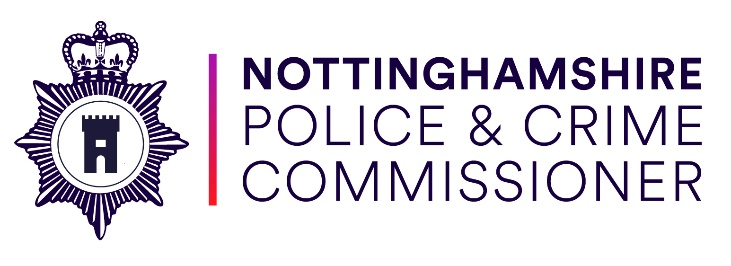 NOTTINGHAMSHIRE
POLICE & CRIME
COMMISSIONER